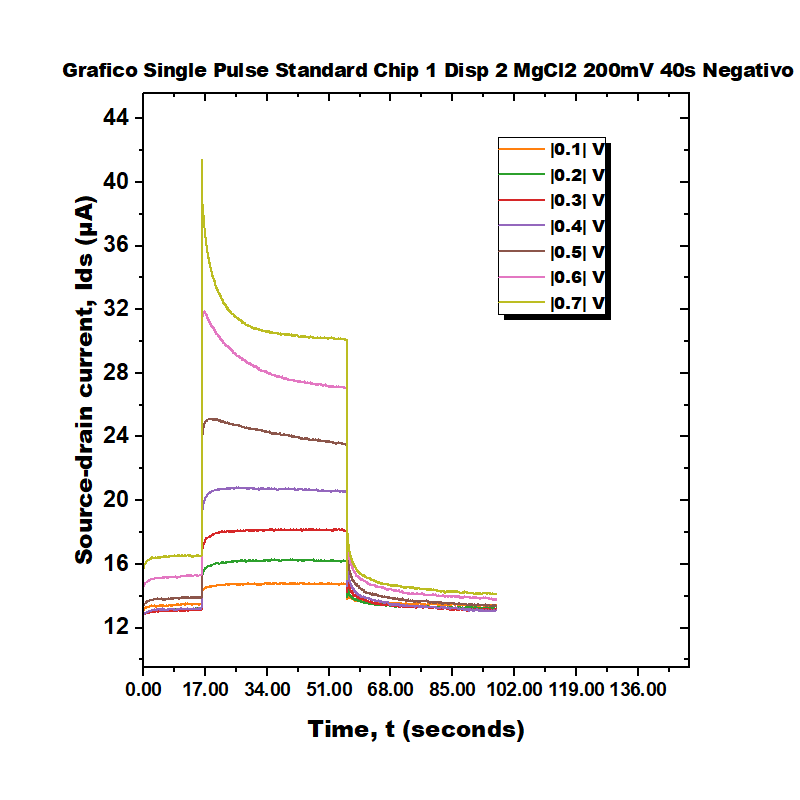 Grafico Single Pulse Standard Chip 1 Disp 2 MgCl2 200mV 40s Negativo
44
40
36
32
28
24
20
16
12
Source-drain current, Ids (µA)
|0.1| V
|0.2| V
|0.3| V
|0.4| V
|0.5| V
|0.6| V
|0.7| V
0.00 17.00 34.00 51.00 68.00 85.00 102.00 119.00 136.00
Time, t (seconds)